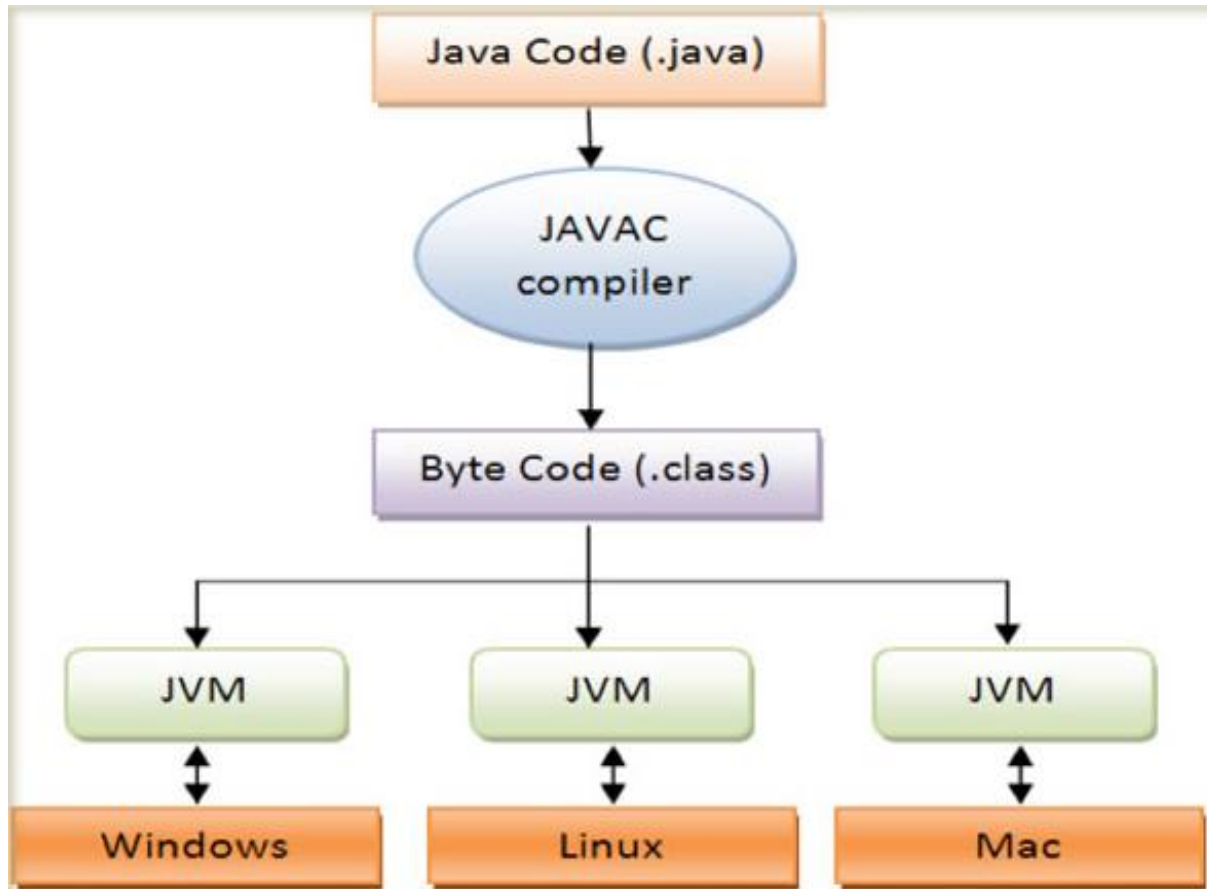 Java Code (.java)
JAVAC
compiler
Byte Code (.class)
JVM
JVM
JVM
Windows
Linux
Mac